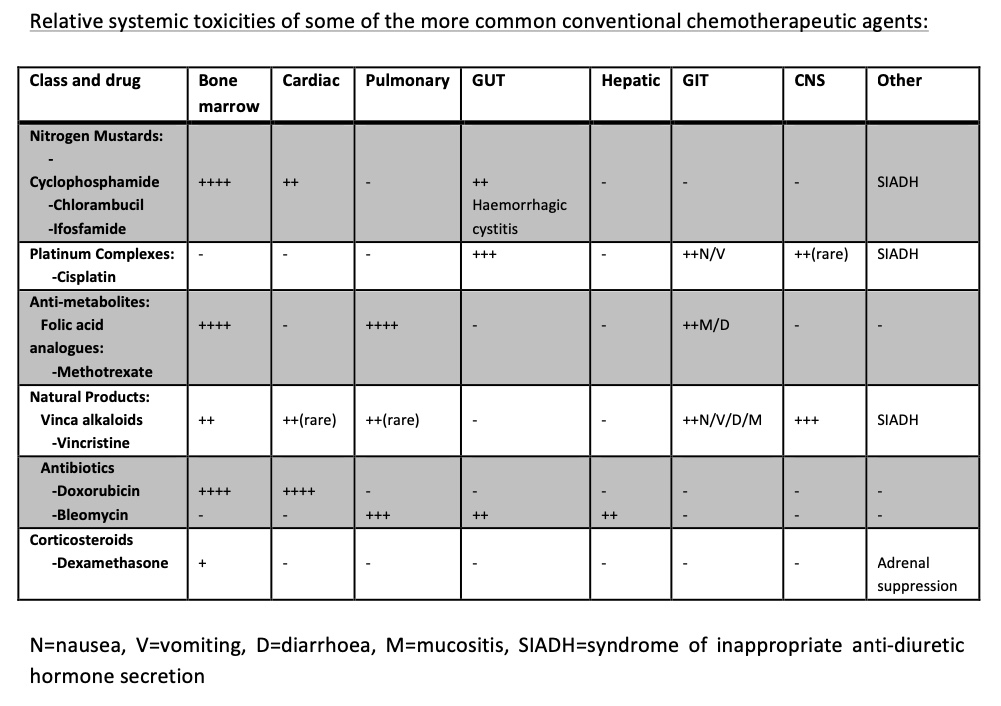 Relative systemic toxicities of some of the more common conventional chemotherapeutic agents:
Class and drug Bone Cardiac Pulmonary GUT Hepatic GIT CNS Other
marrow
Nitrogen Mustards:
-
Cyclophosphamide ++++ ++ - ++ - - - SIADH
-Chlorambucil Haemorrhagic
-Ifosfamide cystitis
Platinum Complexes: - - - +++ - ++N/V ++(rare) SIADH
-Cisplatin
Anti-metabolites:
Folic acid ++++ - ++++ - - ++M/D - -
analogues:
-Methotrexate
Natural Products:
Vinca alkaloids ++ ++(rare) ++(rare) - - ++N/V/D/M +++ SIADH
-Vincristine
Antibiotics
-Doxorubicin ++++ ++++ - - - - - -
-Bleomycin - - +++ ++ ++ - - -
Corticosteroids
-Dexamethasone + - - - - - - Adrenal
suppression
N=nausea, V=vomiting, D=diarrhoea, M=mucositis, SIADH=syndrome of inappropriate anti-diuretic
hormone secretion